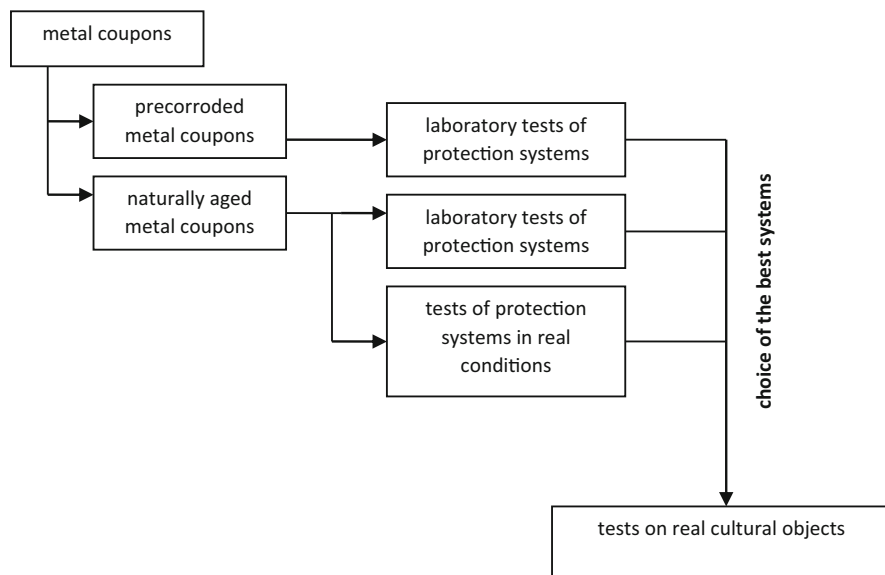 metal coupons
precorroded
metal coupons
laboratory tests of
protection systems
naturally aged
metal coupons
laboratory tests of
protection systems
tests of protection
systems in real
conditions
choice of the best systems
tests on real cultural objects